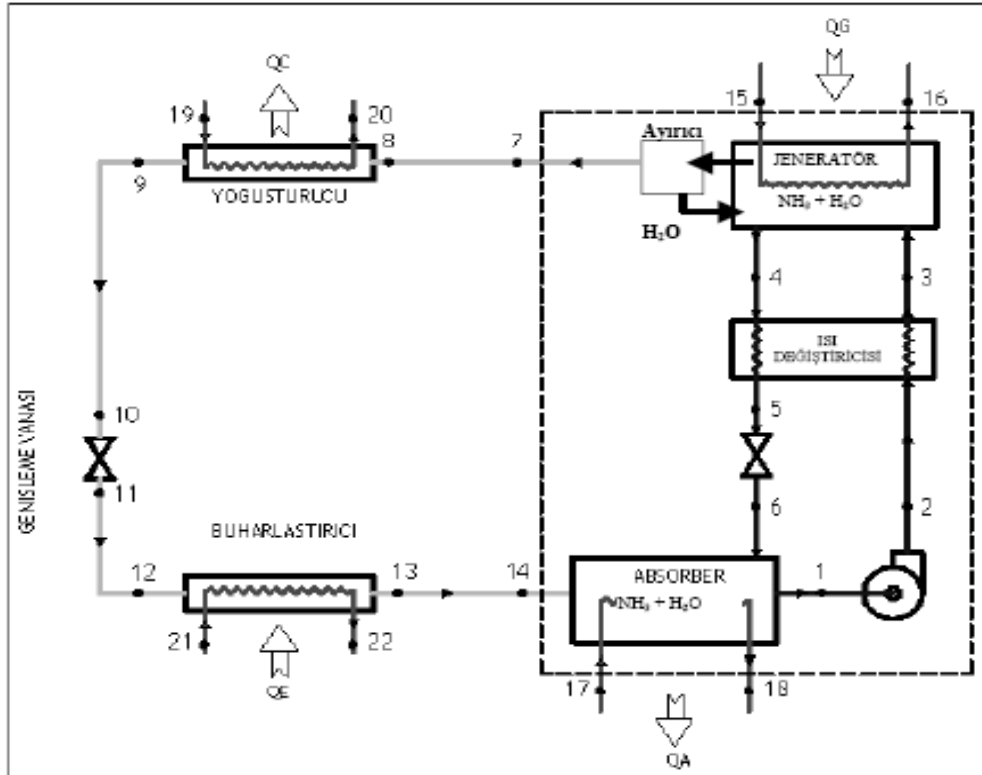 QG
QC
15
16
19
20
8
7
Ayırıcı
JENERATÖR
9
YOGUSTURUCU
NH₃ + H₂O
H₂O
4
3
ISI
DEĞİŞTİRİCİSİ
10
5
GENISLEME VANASI
11
6
2
BUHARLASTIRICI
12
13
14
ABSORBER
1
NH₃ + H₂O
21
22
QE
17
18
QA